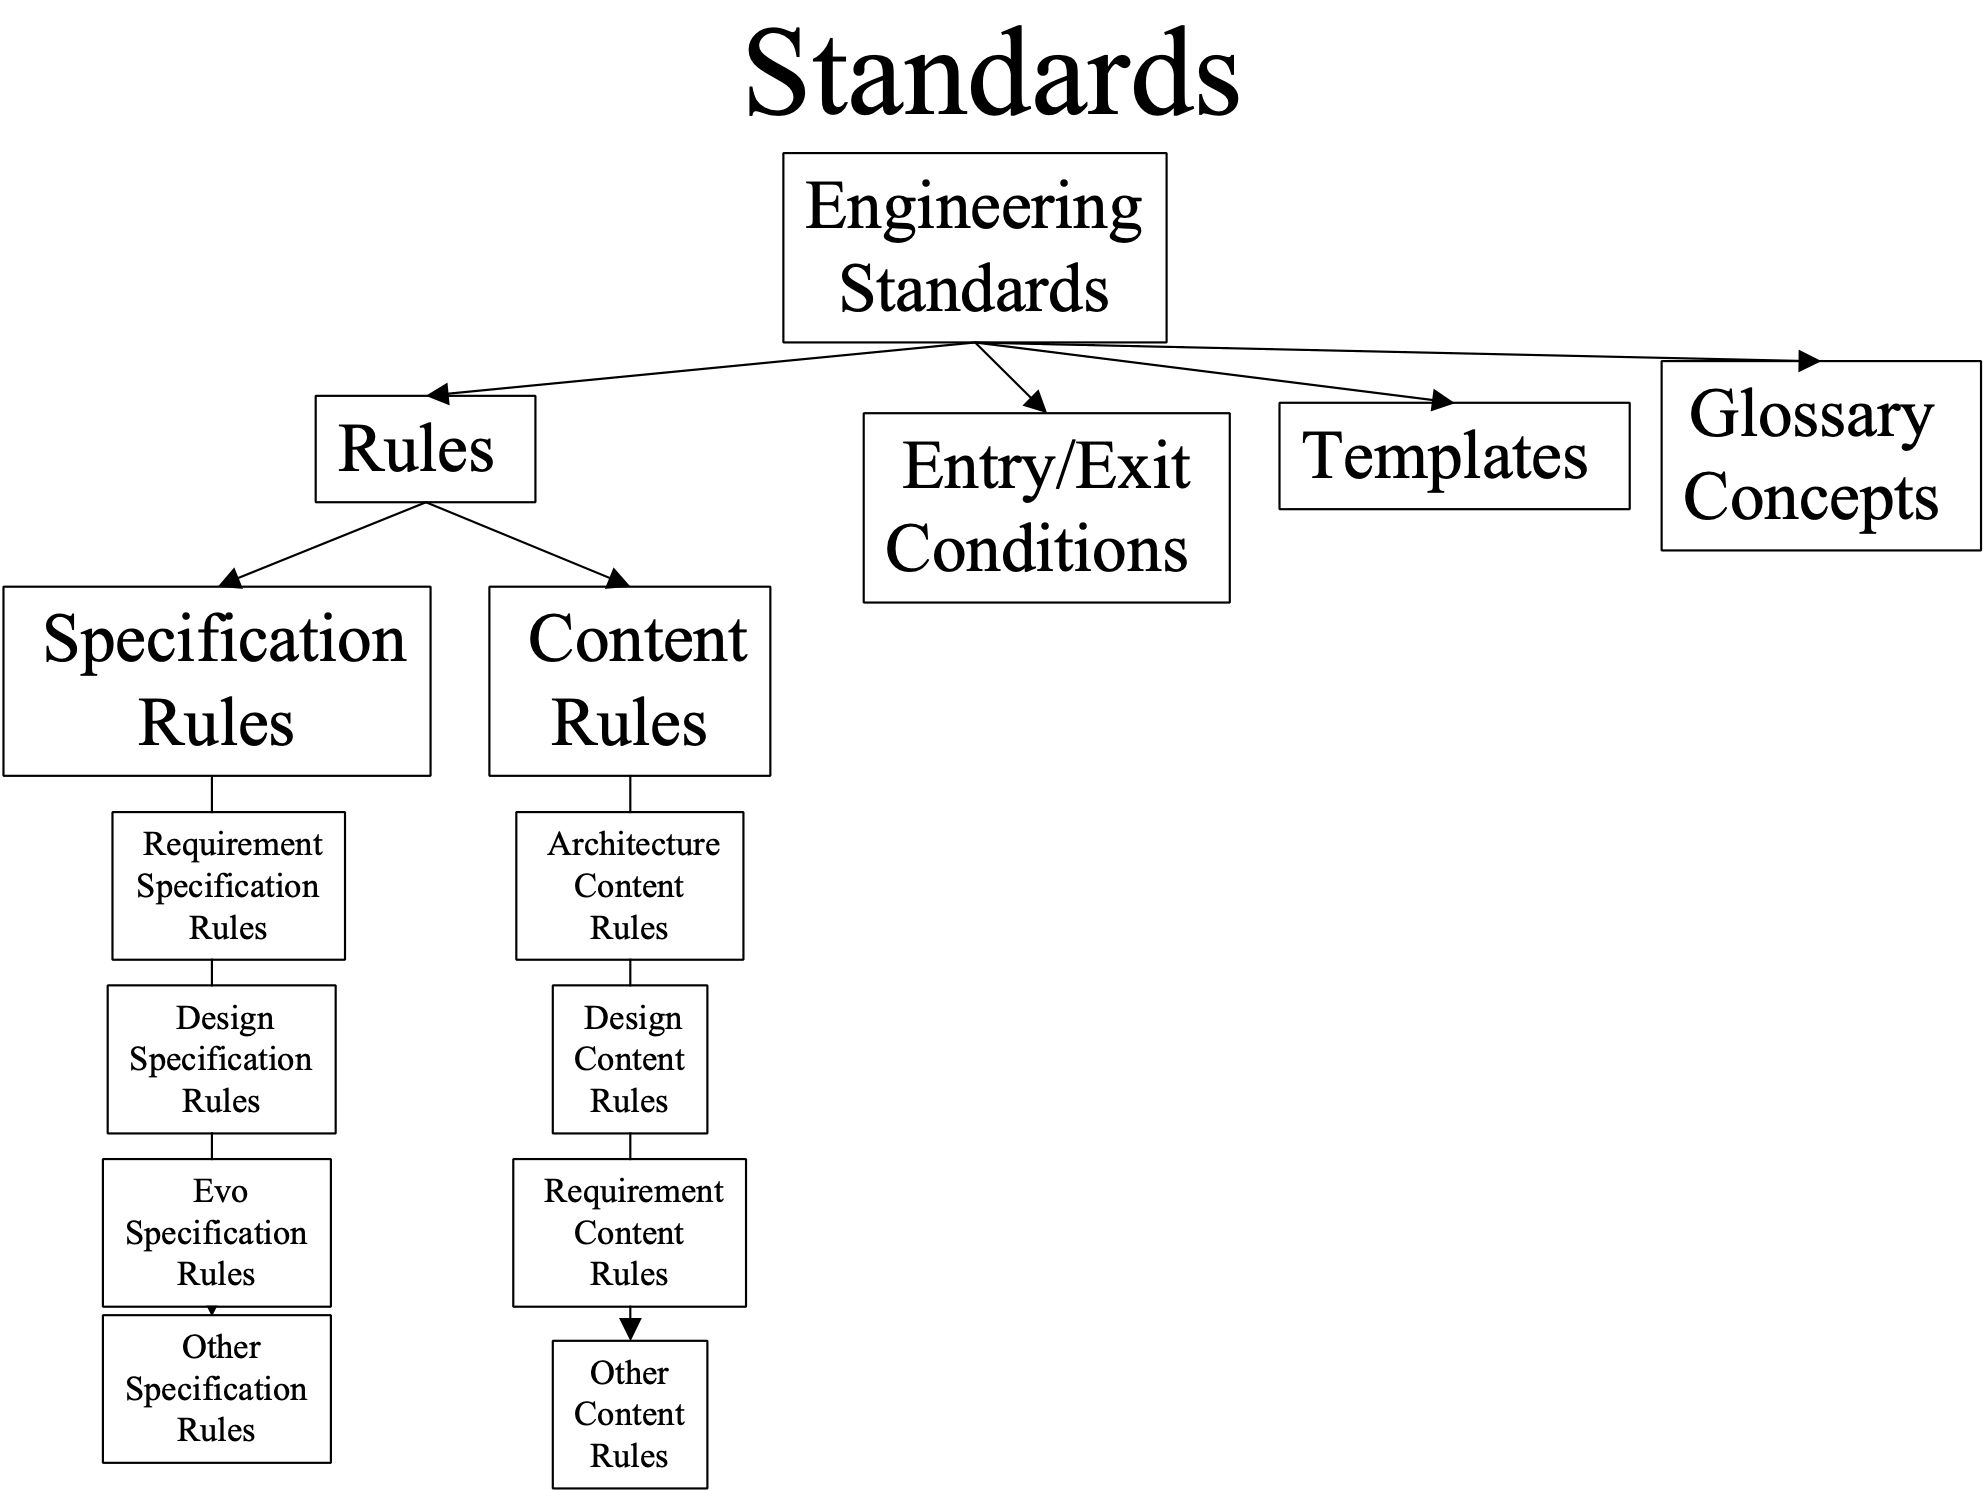 Standards
Engineering
Standards
Rules
Entry/Exit
Conditions
Templates
Glossary
Concepts
Specification
Rules
Content
Rules
Requirement
Specification
Rules
Design
Specification
Rules
Evo
Specification
Rules
Other
Specification
Rules
Architecture
Content
Rules
Design
Content
Rules
Requirement
Content
Rules
Other
Content
Rules